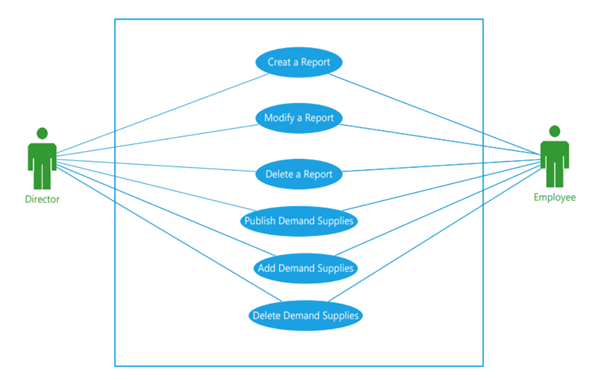 Creat a Report
Modify a Report
Delete a Report
Director
Employee
Publish Demand Supplies
Add Demand Supplies
Delete Demand Supplies